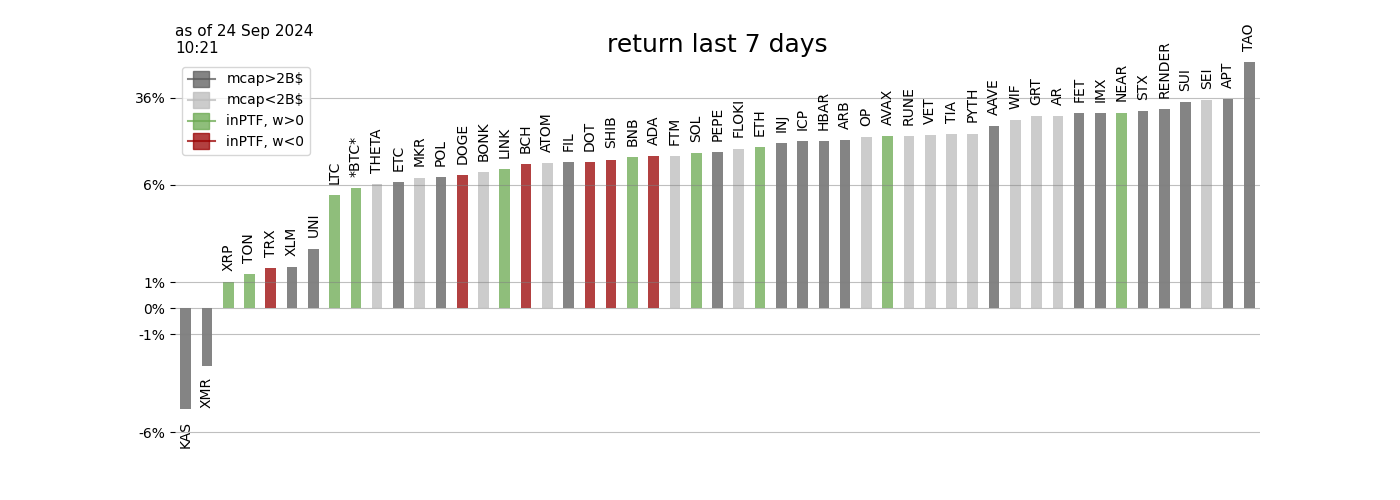 as of 24 Sep 2024
10:21
return last 7 days
mcap>2B$
mcap<2B$
inPTF, w>0
inPTF, w<0
36%
6%
1%
0%
-1%
-6%
KAS
XMR
XRP
TON
TRX
XLM
UNI
LTC
*BTC*
THETA
ETC
MKR
POL
DOGE
BONK
LINK
BCH
ATOM
FIL
DOT
SHIB
BNB
ADA
FTM
SOL
PEPE
FLOKI
ETH
INJ
ICP
HBAR
ARB
OP
AVAX
RUNE
VET
TIA
PYTH
AAVE
WIF
GRT
AR
FET
IMX
NEAR
STX
RENDER
SUI
SEI
APT
TAO